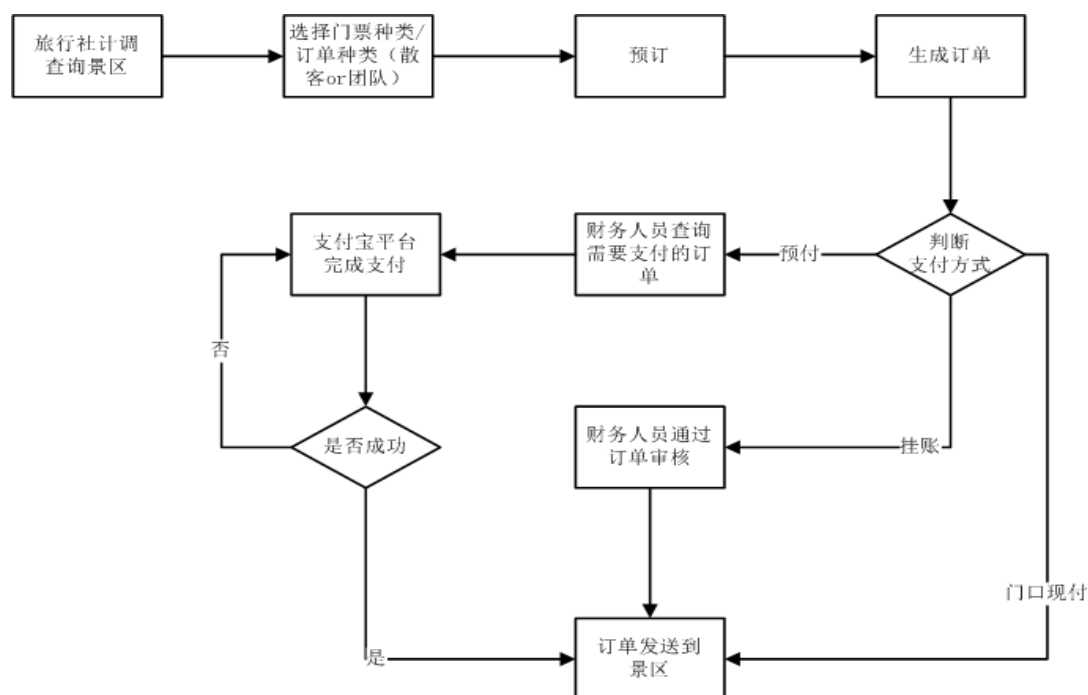 旅行社计调
查询景区
选择门票种类/
订单种类（散
客or团队）
预订
生成订单
支付宝平台
完成支付
财务人员查询
需要支付的订
单
预付
判断
支付方式
否
是否成功
财务人员通过
订单审核
挂账
门口现付
是
订单发送到
景区